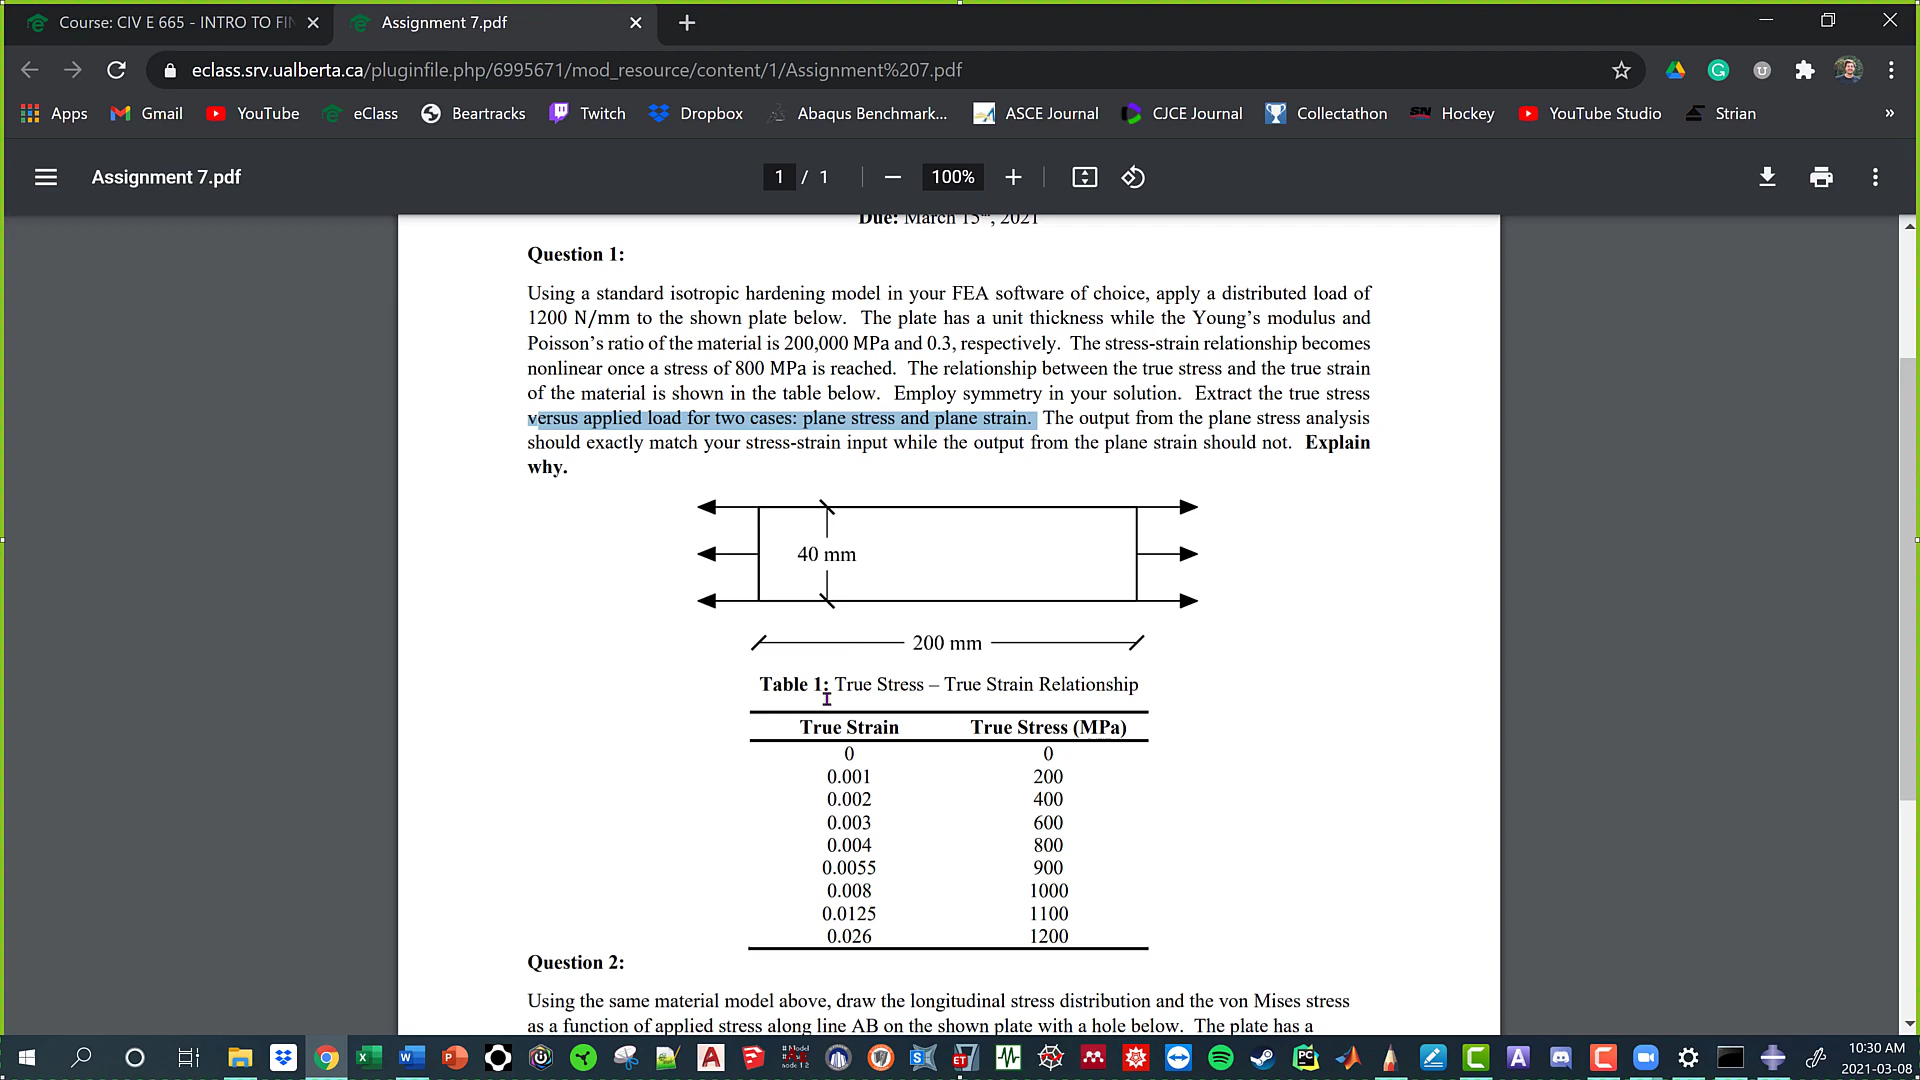 Course: CIV E 665 - INTRO TO FIN
Assignment 7.pdf
eclass.srv.ualberta.ca/pluginfile.php/6995671/mod_resource/content/1/Assignment%207.pdf
Apps Gmail YouTube eClass Beartracks Twitch Dropbox Abaqus Benchmark... ASCE Journal CJCE Journal Collectathon Hockey YouTube Studio Strian »
Assignment 7.pdf 1 / 1 100%
Due: March 15th, 2021
Question 1:
Using a standard isotropic hardening model in your FEA software of choice, apply a distributed load of
1200 N/mm to the shown plate below. The plate has a unit thickness while the Young's modulus and
Poisson's ratio of the material is 200,000 MPa and 0.3, respectively. The stress-strain relationship becomes
nonlinear once a stress of 800 MPa is reached. The relationship between the true stress and the true strain
of the material is shown in the table below. Employ symmetry in your solution. Extract the true stress
versus applied load for two cases: plane stress and plane strain. The output from the plane stress analysis
should exactly match your stress-strain input while the output from the plane strain should not. Explain
why.
40 mm
200 mm
Table 1: True Stress – True Strain Relationship
True Strain True Stress (MPa)
0 0
0.001 200
0.002 400
0.003 600
0.004 800
0.0055 900
0.008 1000
0.0125 1100
0.026 1200
Question 2:
Using the same material model above, draw the longitudinal stress distribution and the von Mises stress
as a function of applied stress along line AB on the shown plate with a hole below. The plate has a
10:30 AM
2021-03-08